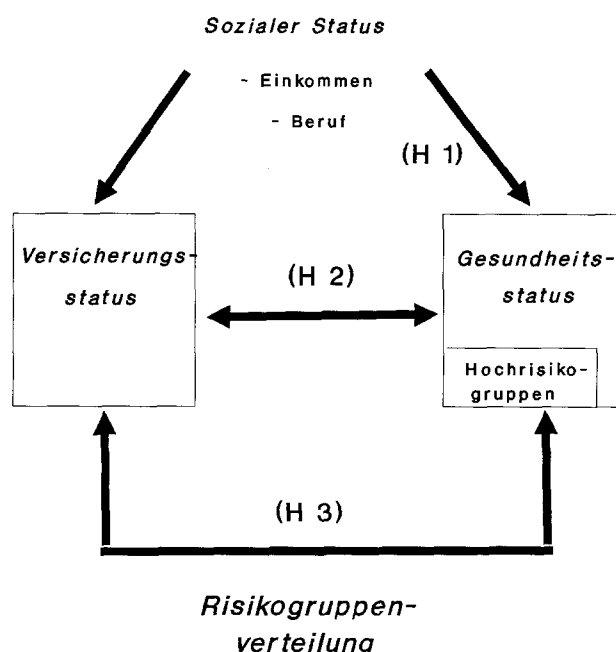 Sozialer Status
- Einkommen
- Beruf
(H 1)
Versicherungs-
status
(H 2)
Gesundheits-
status
Hochrisiko-
gruppen
(H 3)
Risikogruppen-
verteilung